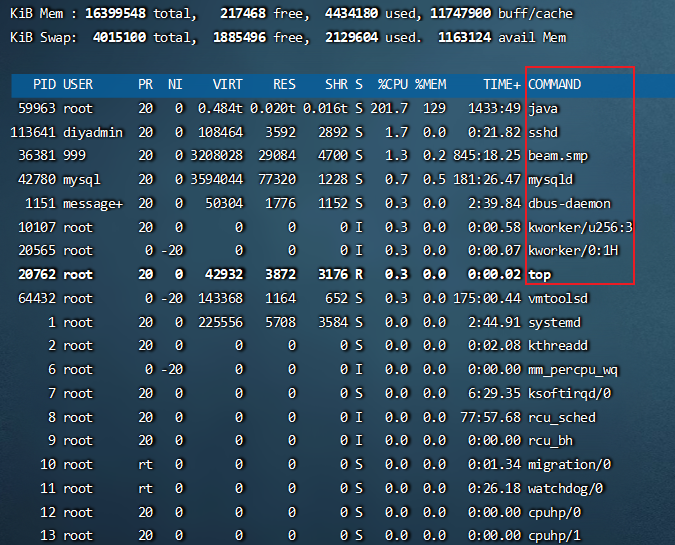 KiB Mem : 16399548 total, 217468 free, 4434180 used, 11747900 buff/cache
KiB Swap: 4015100 total, 1885496 free, 2129604 used. 1163124 avail Mem
PID USER PR NI VIRT RES SHR S %CPU %MEM TIME+ COMMAND
59963 root 20 0 0.484t 0.020t 0.016t S 201.7 129 1433:49 java
113641 diyadmin 20 0 108464 3592 2892 S 1.7 0.0 0:21.82 sshd
36381 999 20 0 3208028 29084 4700 S 1.3 0.2 845:18.25 beam.smp
42780 mysql 20 0 3594044 77320 1228 S 0.7 0.5 181:26.47 mysqld
1151 message+ 20 0 50304 1776 1152 S 0.3 0.0 2:39.84 dbus-daemon
10107 root 20 0 0 0 0 I 0.3 0.0 0:00.58 kworker/u256:3
20565 root 0 -20 0 0 0 I 0.3 0.0 0:00.07 kworker/0:1H
20762 root 20 0 42932 3872 3176 R 0.3 0.0 0:00.02 top
64432 root 0 -20 143368 1164 652 S 0.3 0.0 175:00.44 vmtoolsd
1 root 20 0 225556 5708 3584 S 0.0 0.0 2:44.91 systemd
2 root 20 0 0 0 0 S 0.0 0.0 0:02.08 kthreadd
6 root 0 -20 0 0 0 I 0.0 0.0 0:00.00 mm_percpu_wq
7 root 20 0 0 0 0 S 0.0 0.0 6:29.35 ksoftirqd/0
8 root 20 0 0 0 0 I 0.0 0.0 77:57.68 rcu_sched
9 root 20 0 0 0 0 I 0.0 0.0 0:00.00 rcu_bh
10 root rt 0 0 0 0 S 0.0 0.0 0:01.34 migration/0
11 root rt 0 0 0 0 S 0.0 0.0 0:26.18 watchdog/0
12 root 20 0 0 0 0 S 0.0 0.0 0:00.00 cpuhp/0
13 root 20 0 0 0 0 S 0.0 0.0 0:00.00 cpuhp/1